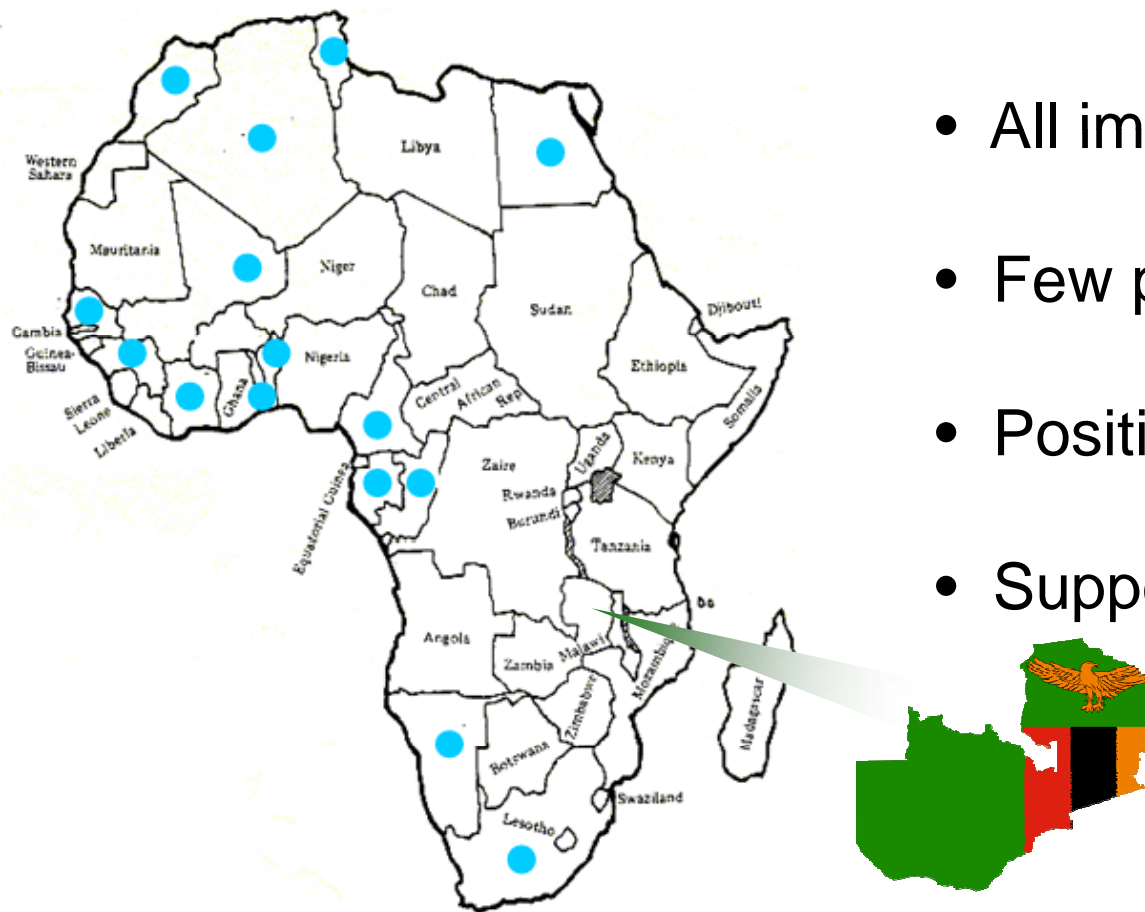 Western
Sahara
Libya
Mauritania
Niger
Chad
Sudan
Djibouti
Gambia
Guinea-
Bissau
Nigeria
Ethiopia
Sierra
Leone
Liberia
Ghana
Central
African
Rep
Somalia
Equatorial Guinea
Zaire
Uganda
Kenya
Rwanda
Burundi
Tanzania
Angola
Zambia
Malawi
Mozambique
Zimbabwe
Botswana
Madagascar
Swaziland
Lesotho
• All im
• Few p
• Positi
• Suppo